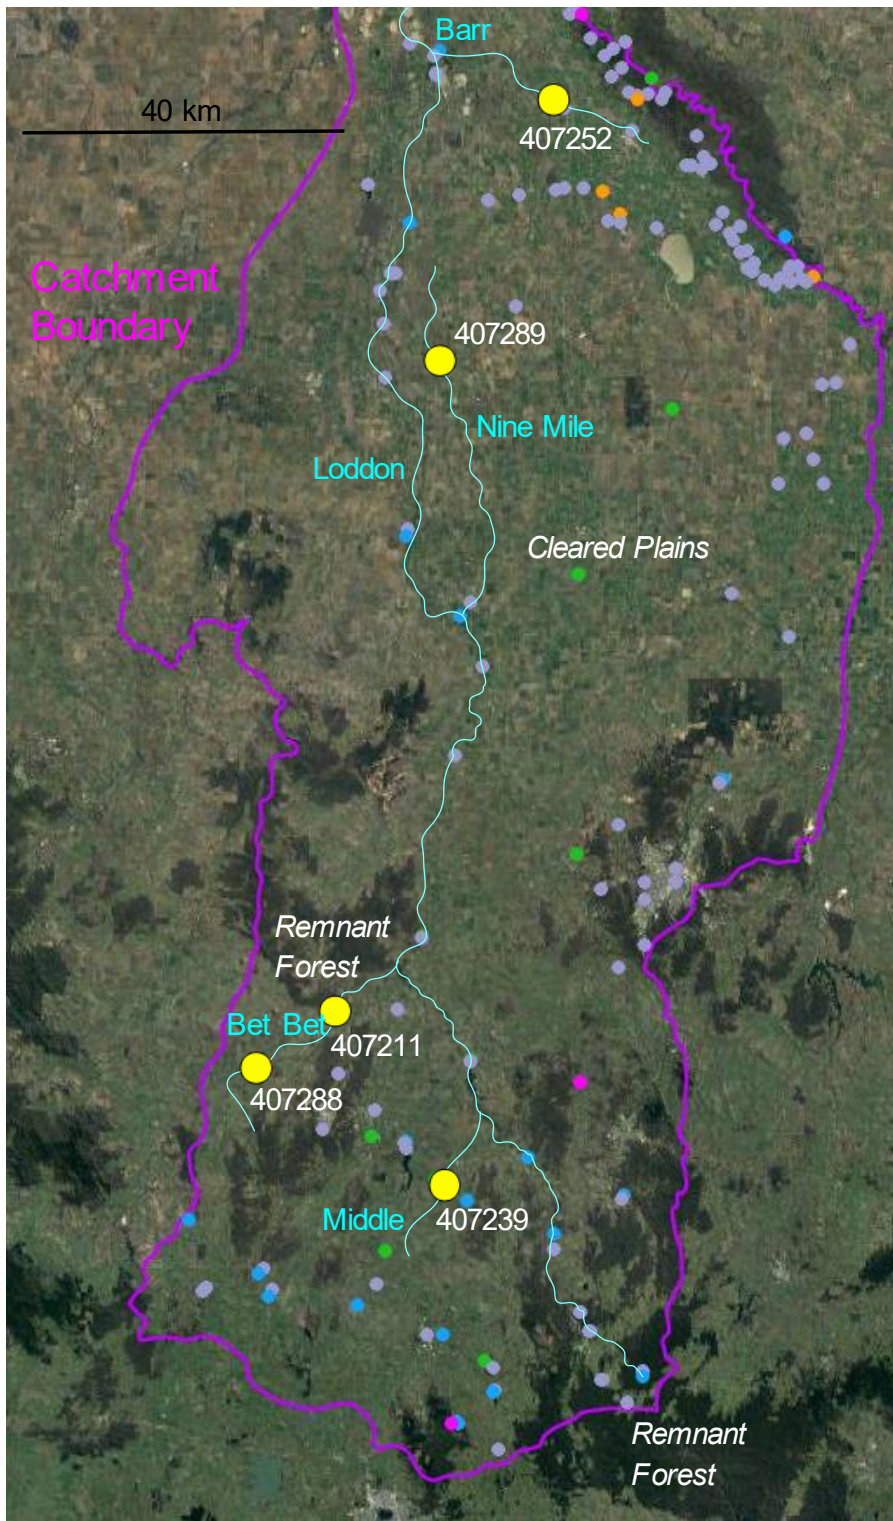 Barr
40 km
407252
Catchment
Boundary
407289
Nine Mile
Loddon
Cleared Plains
Remnant
Forest
Bet Bet
407211
407288
Middle
407239
Remnant
Forest